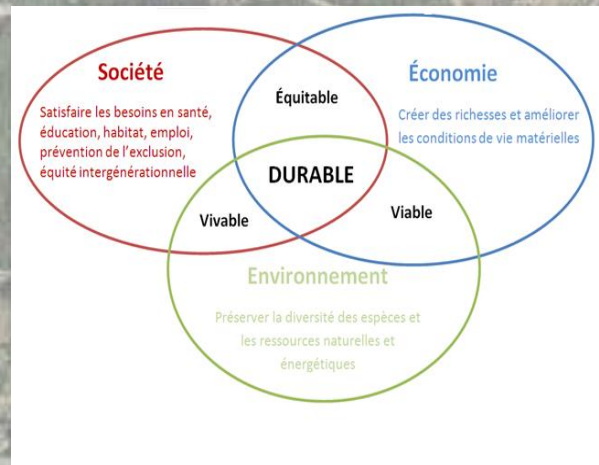 Société
Satisfaire les besoins en santé,
éducation, habitat, emploi,
prévention de l'exclusion,
équité intergénérationnelle
Équitable
Économie
Créer des richesses et améliorer
les conditions de vie matérielles
DURABLE
Vivable
Viable
Environnement
Préserver la diversité des espèces et
les ressources naturelles et
énergétiques